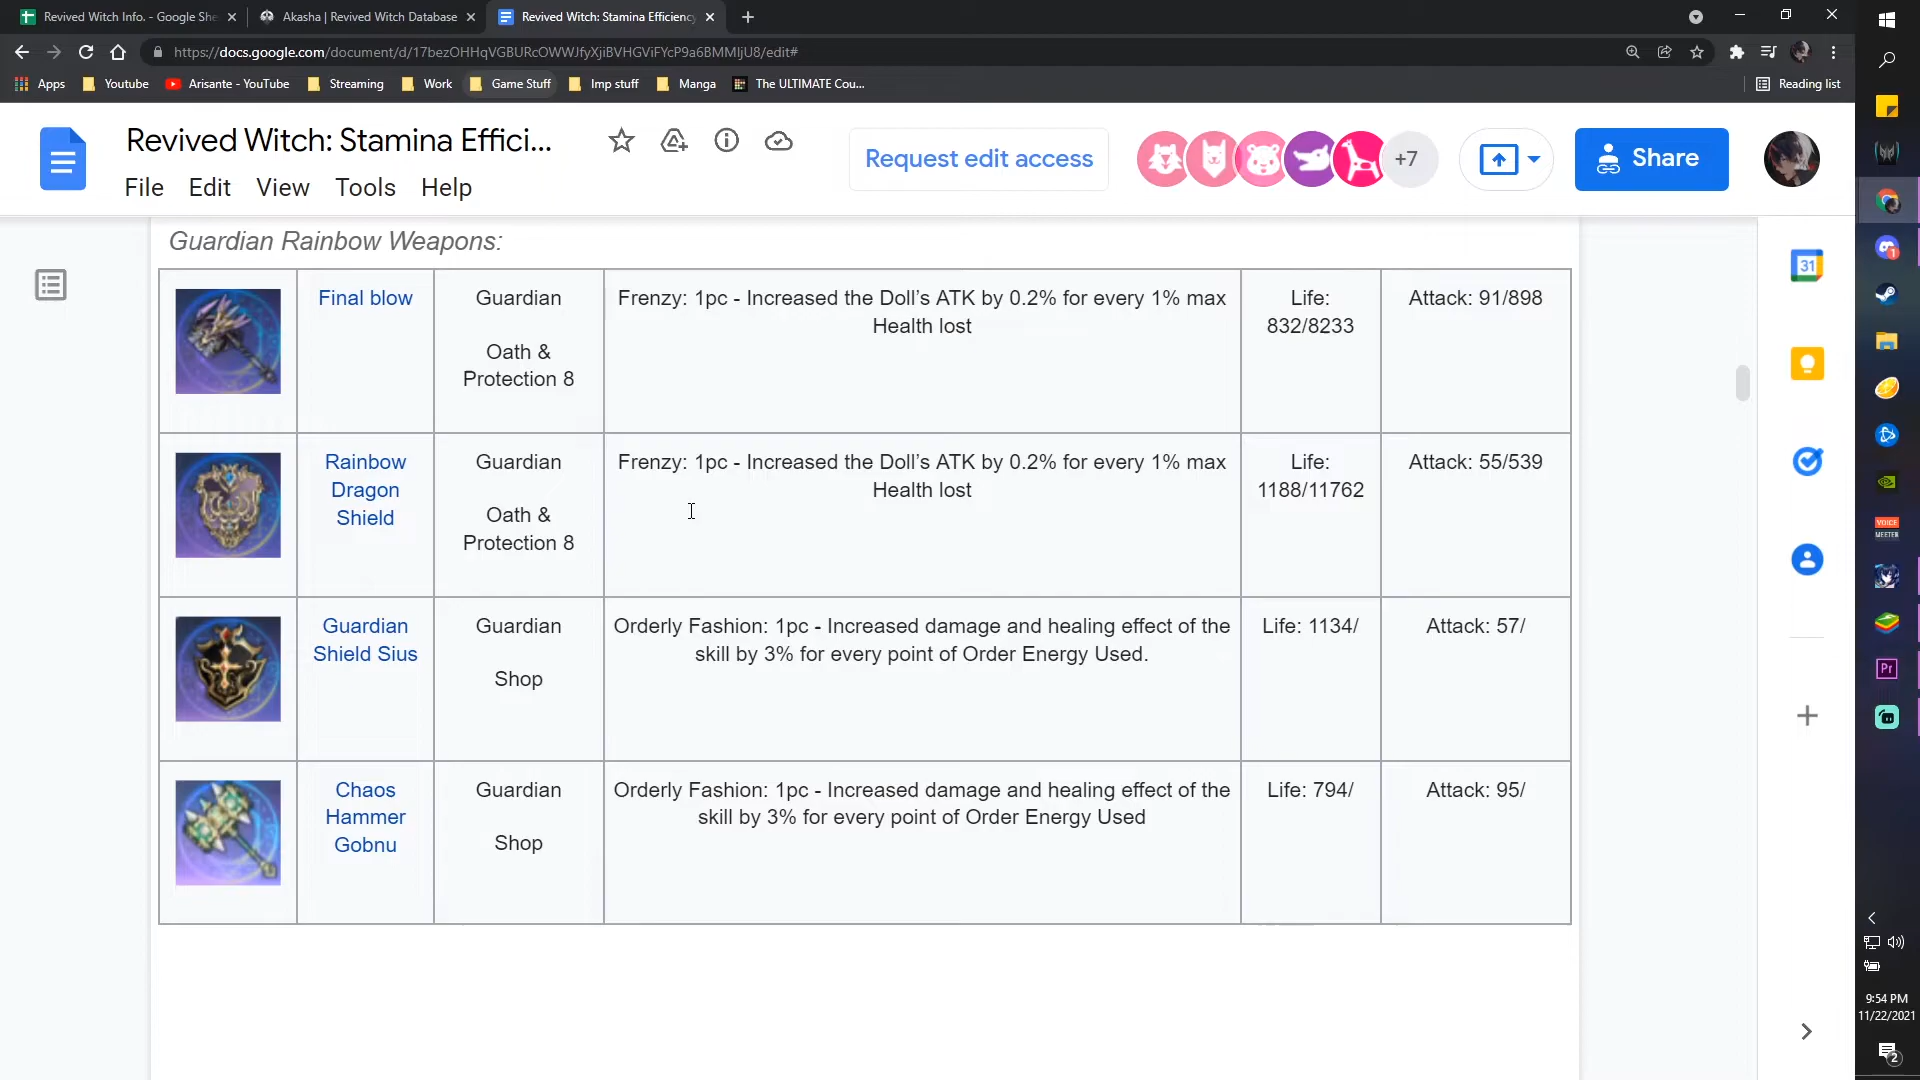 Revived Witch Info. - Google She
Akasha | Revived Witch Database
Revived Witch: Stamina Efficiency
https://docs.google.com/document/d/17bezOHHqVGBURcOWWJfyXjiBVHGViFYcP9a6BMMIjU8/edit#
Apps
Youtube
Arisante - YouTube
Streaming
Work
Game Stuff
Imp stuff
Manga
The ULTIMATE Cou...
Reading list
Revived Witch: Stamina Effici...
Request edit access
+7
Share
File Edit View Tools Help
31
Guardian Rainbow Weapons:
Final blow
Guardian
Oath &
Protection 8
Frenzy: 1pc - Increased the Doll's ATK by 0.2% for every 1% max
Health lost
Life:
832/8233
Attack: 91/898
Rainbow
Dragon
Shield
Guardian
Oath &
Protection 8
Frenzy: 1pc - Increased the Doll's ATK by 0.2% for every 1% max
Health lost
Life:
1188/11762
Attack: 55/539
Guardian
Shield Sius
Guardian
Shop
Orderly Fashion: 1pc - Increased damage and healing effect of the
skill by 3% for every point of Order Energy Used.
Life: 1134/
Attack: 57/
Chaos
Hammer
Gobnu
Guardian
Shop
Orderly Fashion: 1pc - Increased damage and healing effect of the
skill by 3% for every point of Order Energy Used
Life: 794/
Attack: 95/
1
VOICE
MEETER
Pr
9:54 PM
11/22/2021
2